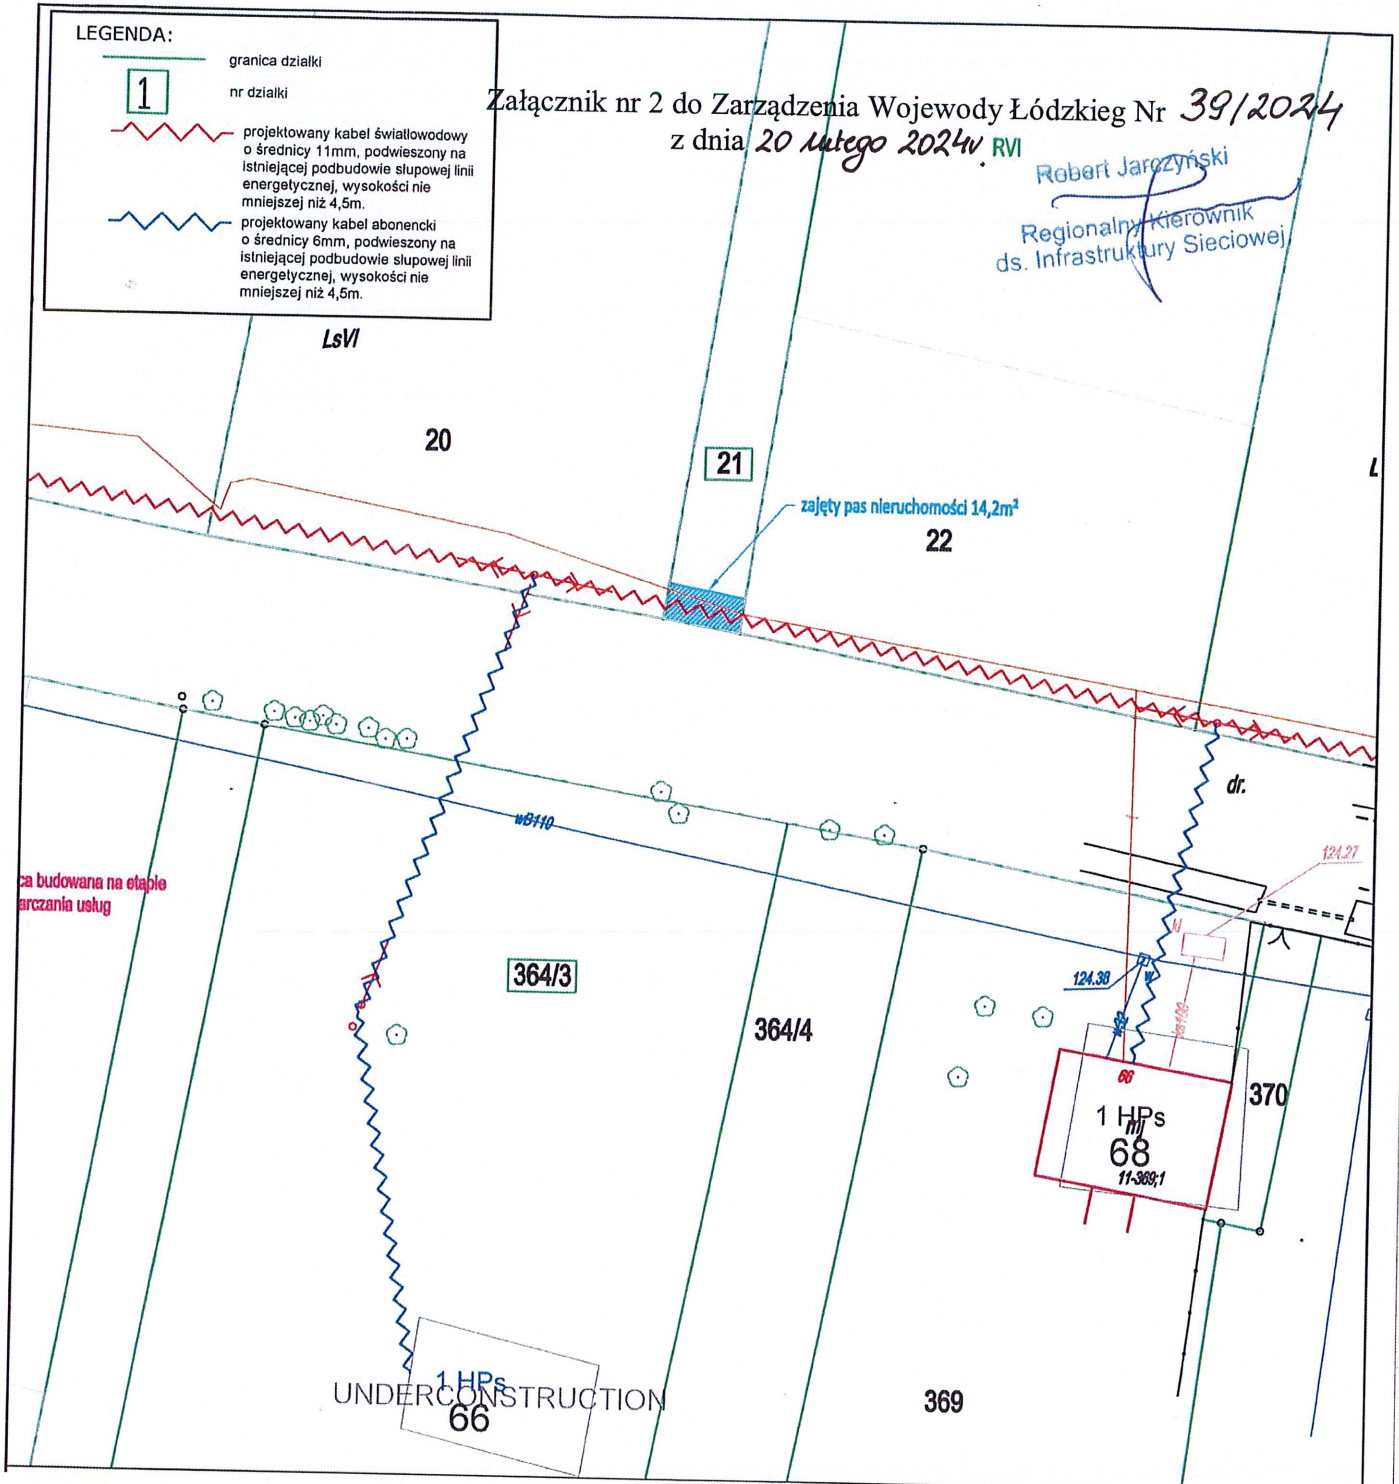 LEGENDA:
granica działki
1
nr działki
projektowany kabel światłowodowy
o średnicy 11mm, podwieszony na
istniejącej podbudowie słupowej linii
energetycznej, wysokości nie
mniejszej niż 4,5m.
projektowany kabel abonencki
o średnicy 6mm, podwieszony na
istniejącej podbudowie słupowej linii
energetycznej, wysokości nie
mniejszej niż 4,5m.
Załącznik nr 2 do Zarządzenia Wojewody Łódzkieg Nr 39/2024
z dnia 20 lutego 2024r. RVI
Robert Jarczyński
Regionalny Kierownik
ds. Infrastruktury Sieciowej
LsVI
20
21
L
zajęty pas nieruchomości 14,2m²
22
dr.
wB110
124.27
ca budowana na etapie
arczania usług
364/3
124.38
w
w32
364/4
66
370
1 HPs
mj
68
11-369;1
1 HPs
UNDERCONSTRUCTION
66
369